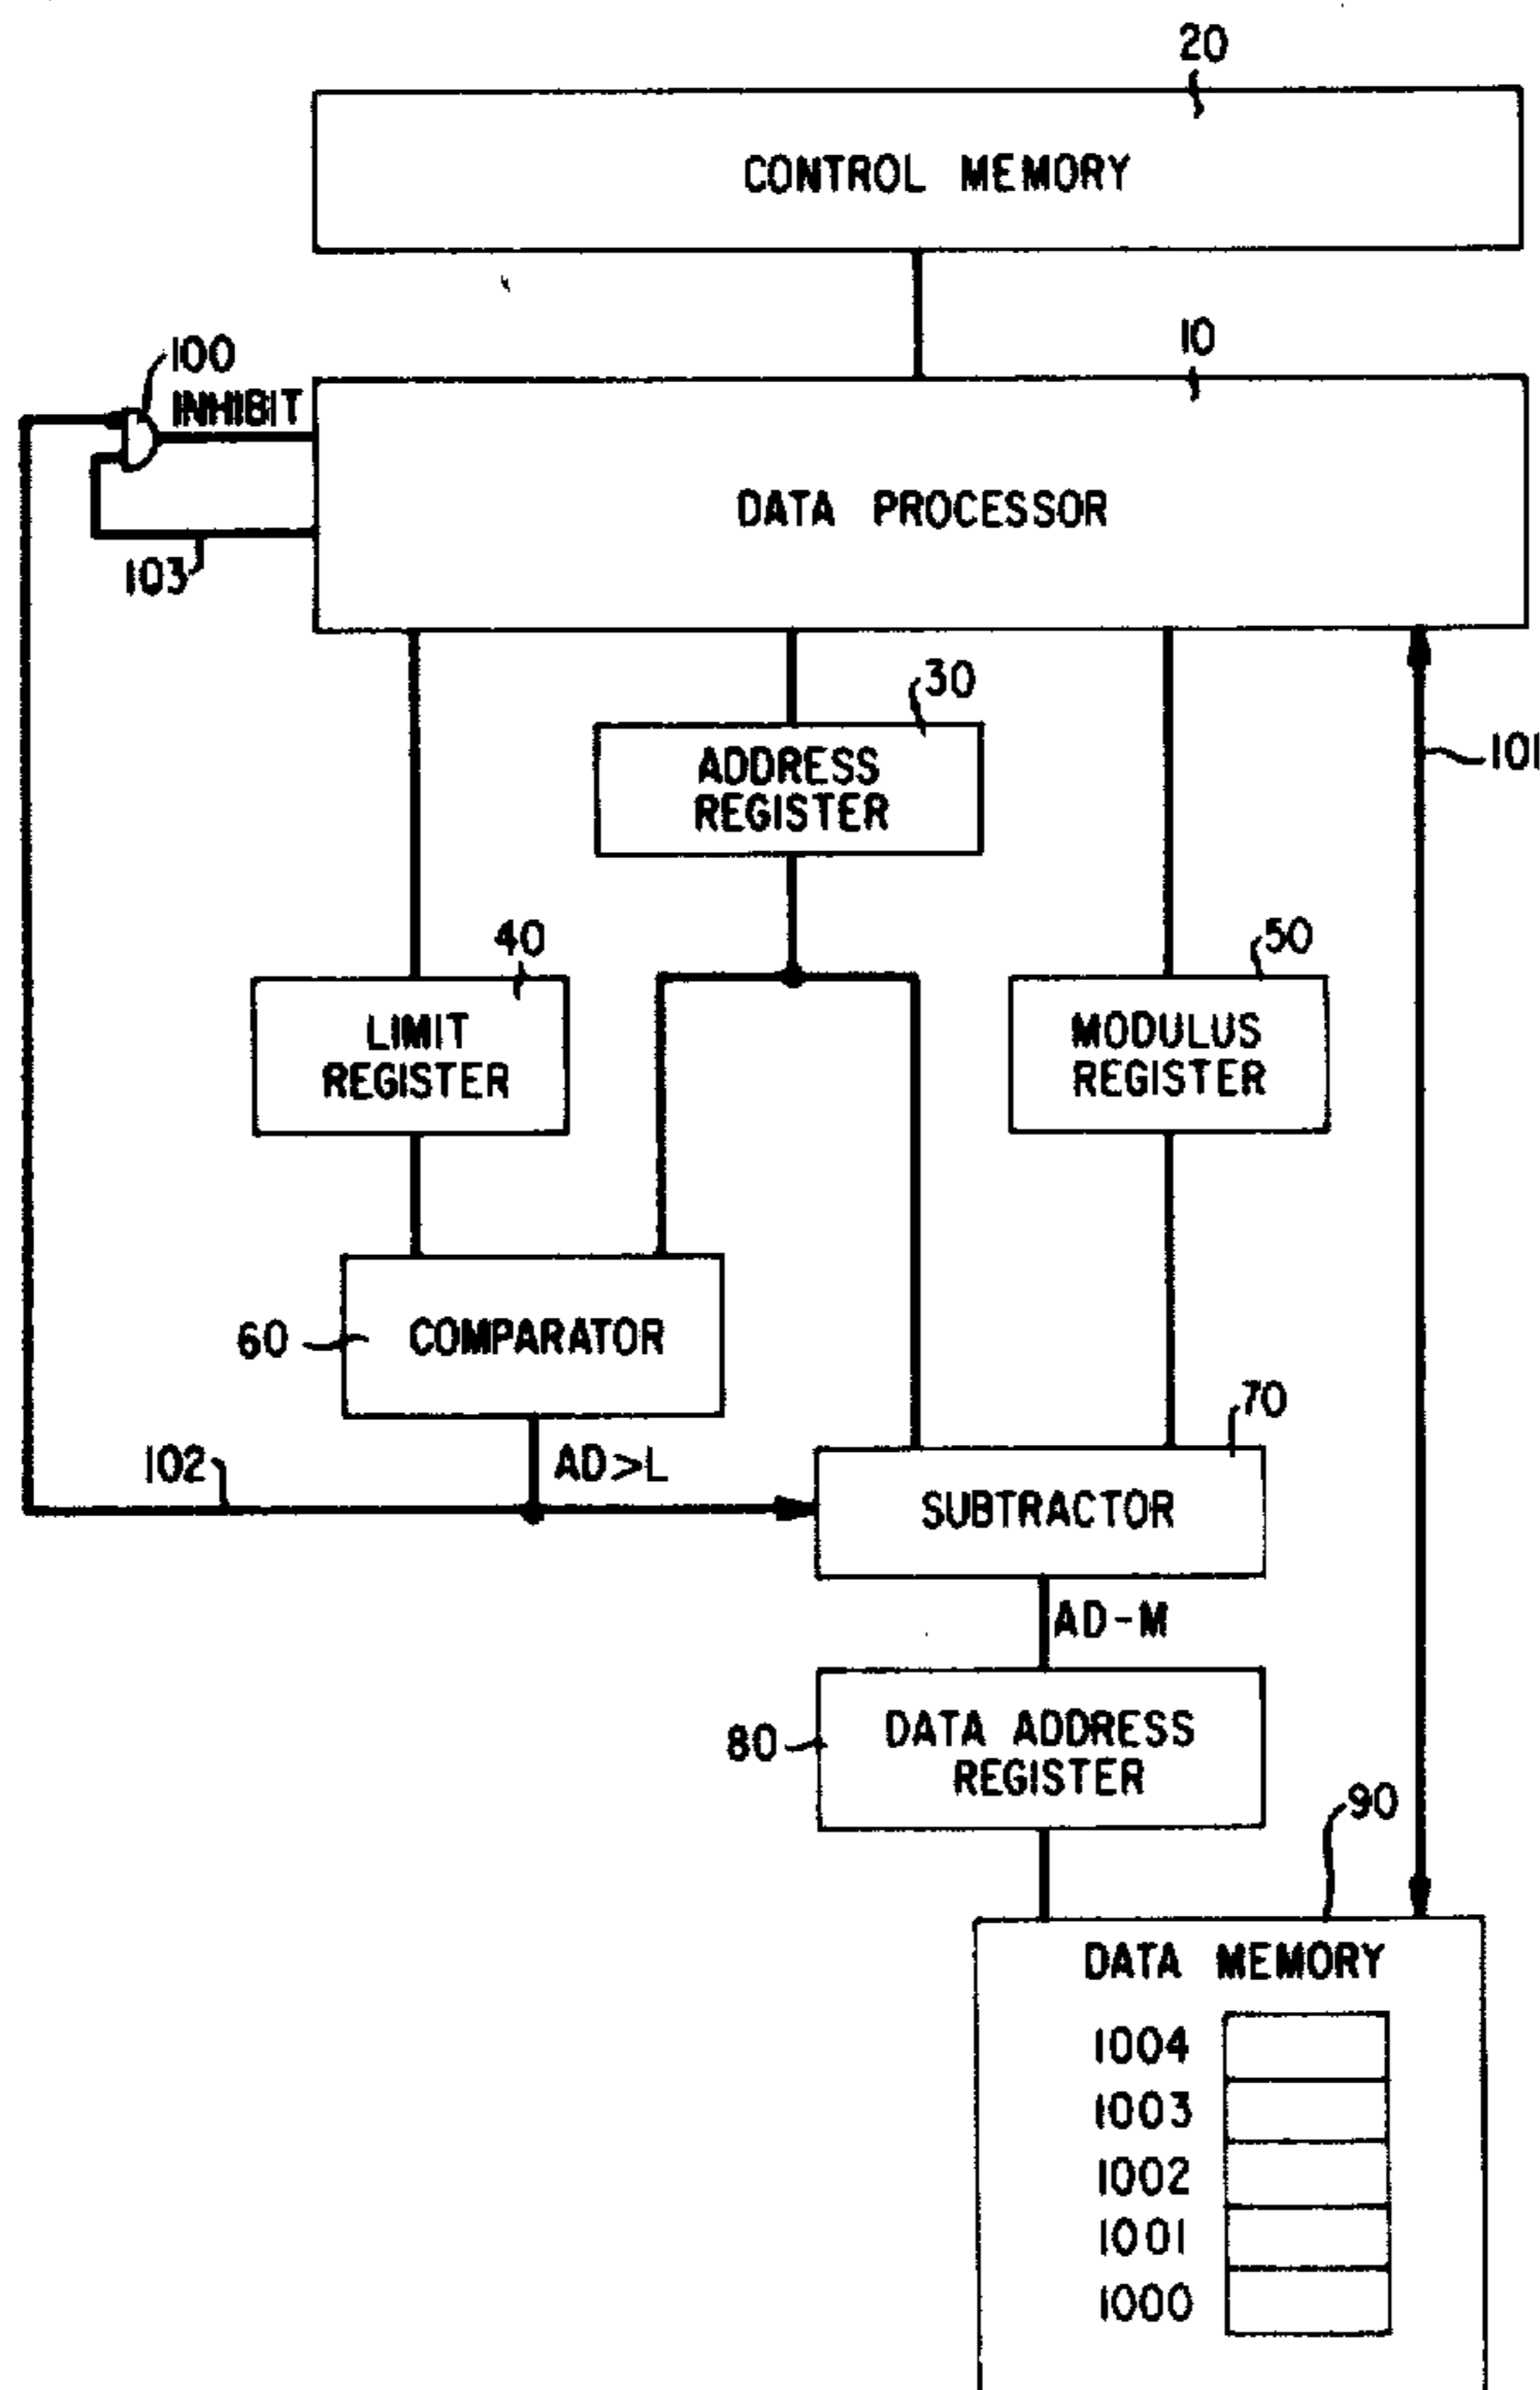 20
CONTROL MEMORY
10
100
INHIBIT
DATA PROCESSOR
103
30
ADDRESS
REGISTER
101
40
LIMIT
REGISTER
50
MODULUS
REGISTER
60
COMPARATOR
70
102
AD>L
SUBTRACTOR
AD-M
80
DATA ADDRESS
REGISTER
90
DATA MEMORY
1004
1003
1002
1001
1000